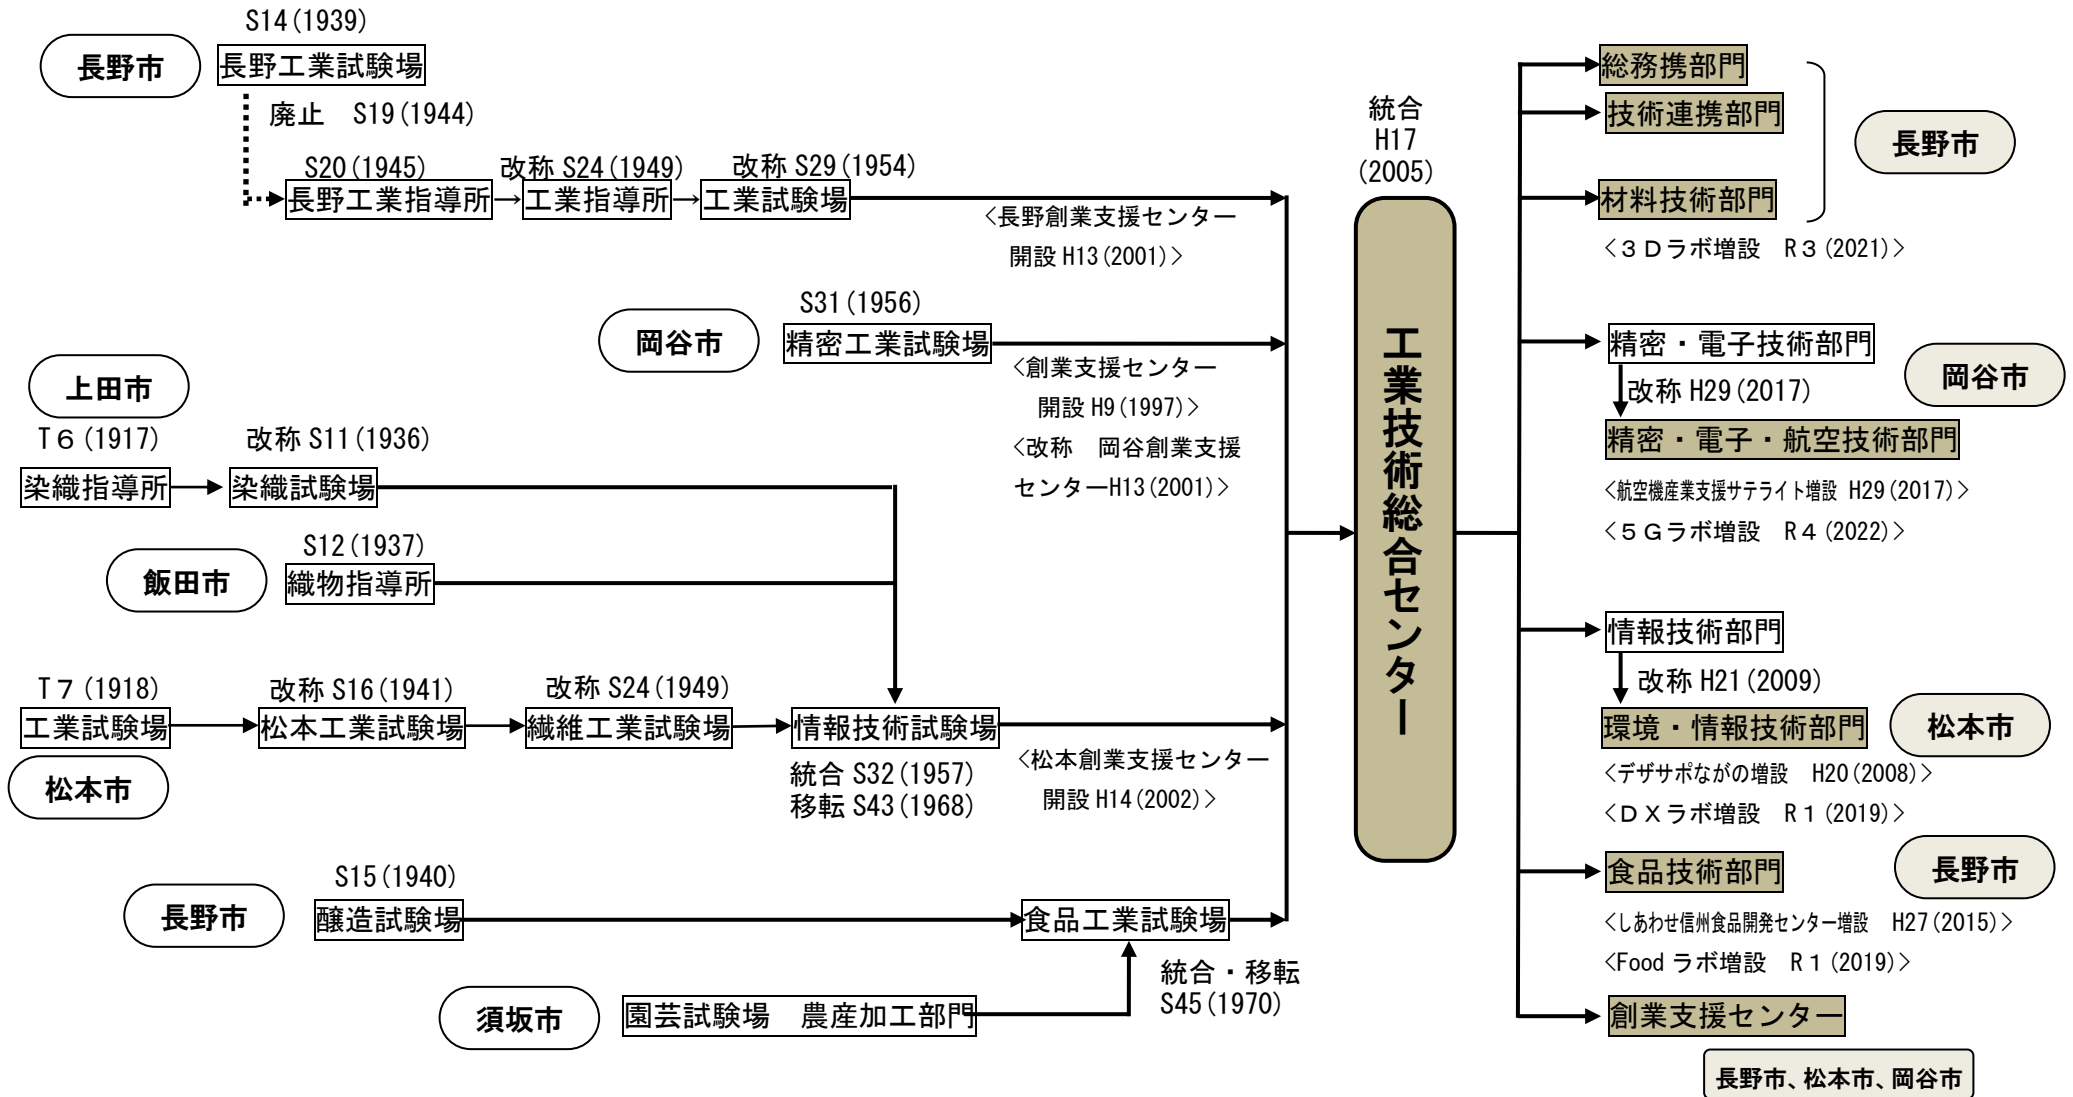 S14(1939)
長野市
長野工業試験場
廃止　S19(1944)
S20(1945)
改称 S24(1949)
改称 S29(1954)
長野工業指導所
工業指導所
工業試験場
<長野創業支援センター
開設 H13(2001)>
S31(1956)
岡谷市
精密工業試験場
<創業支援センター
開設 H9(1997)>
<改称　岡谷創業支援
センターH13(2001)>
上田市
T６(1917)
改称 S11(1936)
染織指導所
染織試験場
S12(1937)
飯田市
織物指導所
T７(1918)
改称 S16(1941)
改称 S24(1949)
工業試験場
松本工業試験場
繊維工業試験場
情報技術試験場
松本市
統合 S32(1957)
移転 S43(1968)
<松本創業支援センター
開設 H14(2002)>
S15(1940)
長野市
醸造試験場
食品工業試験場
統合・移転
S45(1970)
須坂市
園芸試験場　農産加工部門
統合
H17
(2005)
工業技術総合センター
総務携部門
技術連携部門
長野市
材料技術部門
<３Ｄラボ増設　R３(2021)>
精密・電子技術部門
岡谷市
改称 H29(2017)
精密・電子・航空技術部門
<航空機産業支援サテライト増設 H29(2017)>
<５Ｇラボ増設　R４(2022)>
情報技術部門
改称 H21(2009)
環境・情報技術部門
松本市
<デザサポながの増設　H20(2008)>
<ＤＸラボ増設　R１(2019)>
食品技術部門
長野市
<しあわせ信州食品開発センター増設　H27(2015)>
<Food ラボ増設　R１(2019)>
創業支援センター
長野市、松本市、岡谷市